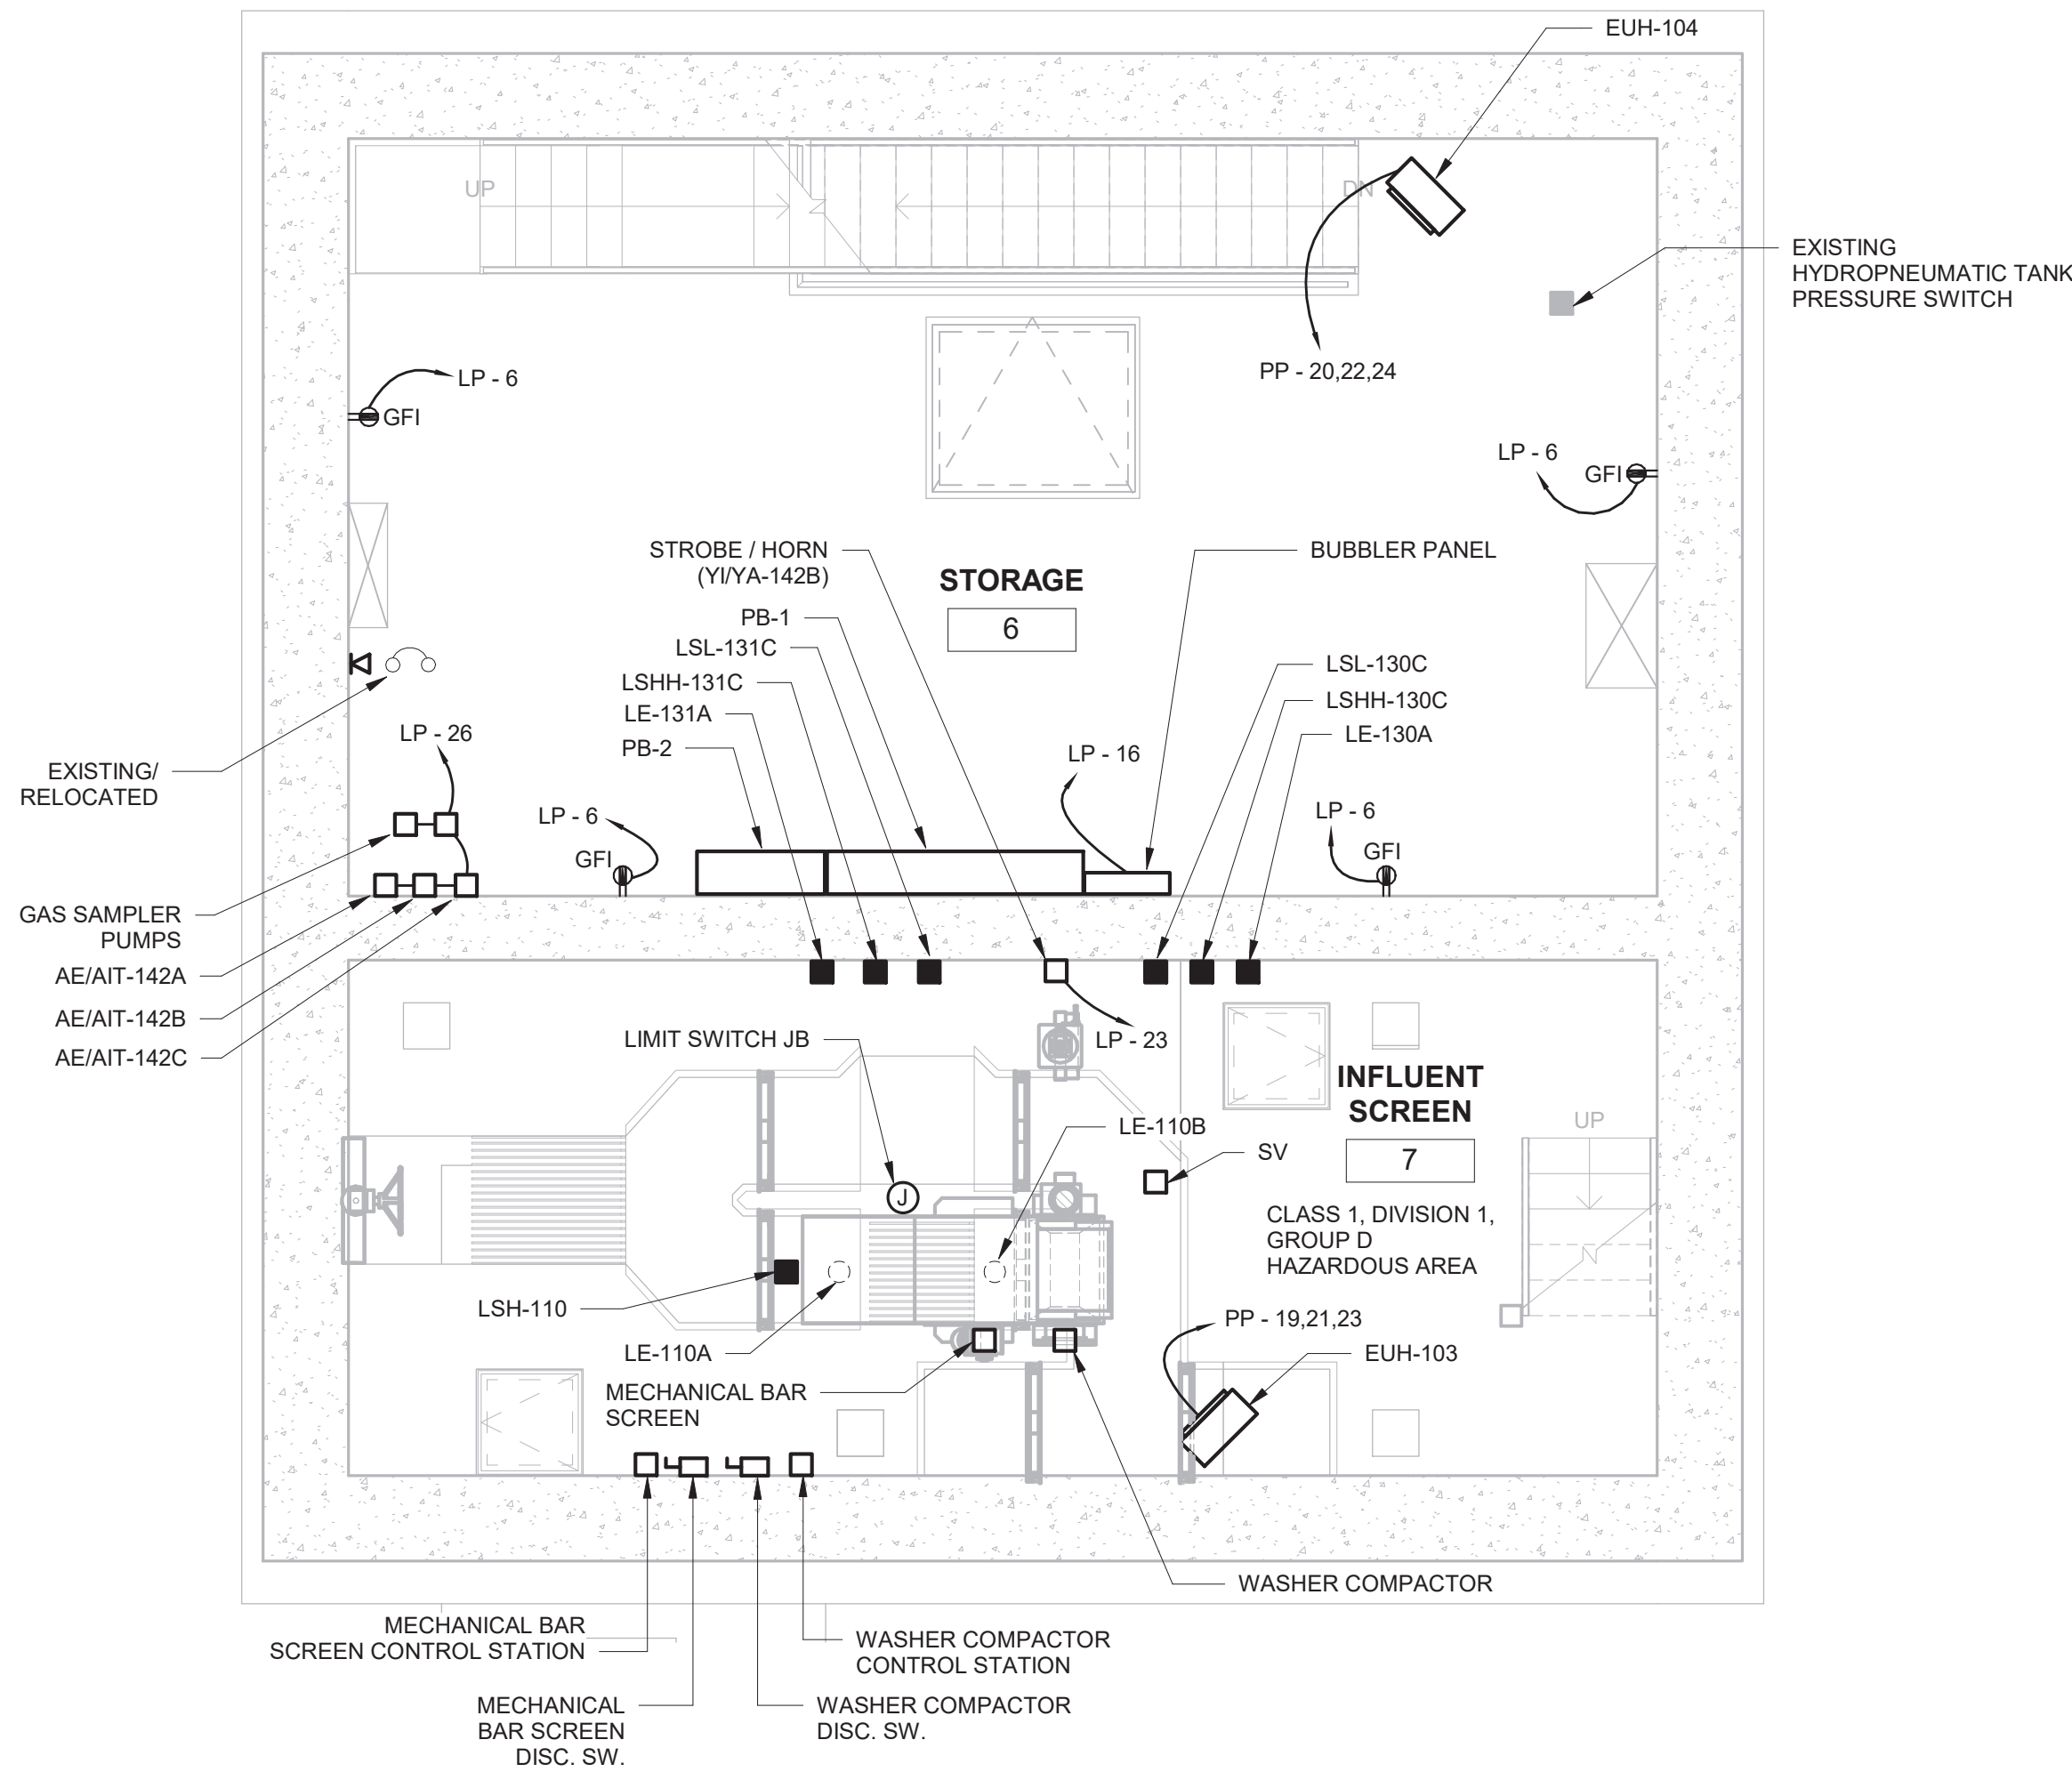 EUH-104
UP
DN
EXISTING
HYDROPNEUMATIC TANK
PRESSURE SWITCH
PP - 20,22,24
LP - 6
GFI
LP - 6
GFI
STROBE / HORN
(YI/YA-142B)
BUBBLER PANEL
STORAGE
6
PB-1
LSL-131C
LSHH-131C
LE-131A
PB-2
LSL-130C
LSHH-130C
LE-130A
LP - 26
LP - 16
EXISTING/
RELOCATED
LP - 6
GFI
LP - 6
GFI
GAS SAMPLER
PUMPS
AE/AIT-142A
AE/AIT-142B
AE/AIT-142C
LIMIT SWITCH JB
LP - 23
INFLUENT
SCREEN
7
LE-110B
UP
SV
J
CLASS 1, DIVISION 1,
GROUP D
HAZARDOUS AREA
LSH-110
PP - 19,21,23
LE-110A
EUH-103
MECHANICAL BAR
SCREEN
WASHER COMPACTOR
MECHANICAL BAR
SCREEN CONTROL STATION
WASHER COMPACTOR
CONTROL STATION
MECHANICAL
BAR SCREEN
DISC. SW.
WASHER COMPACTOR
DISC. SW.